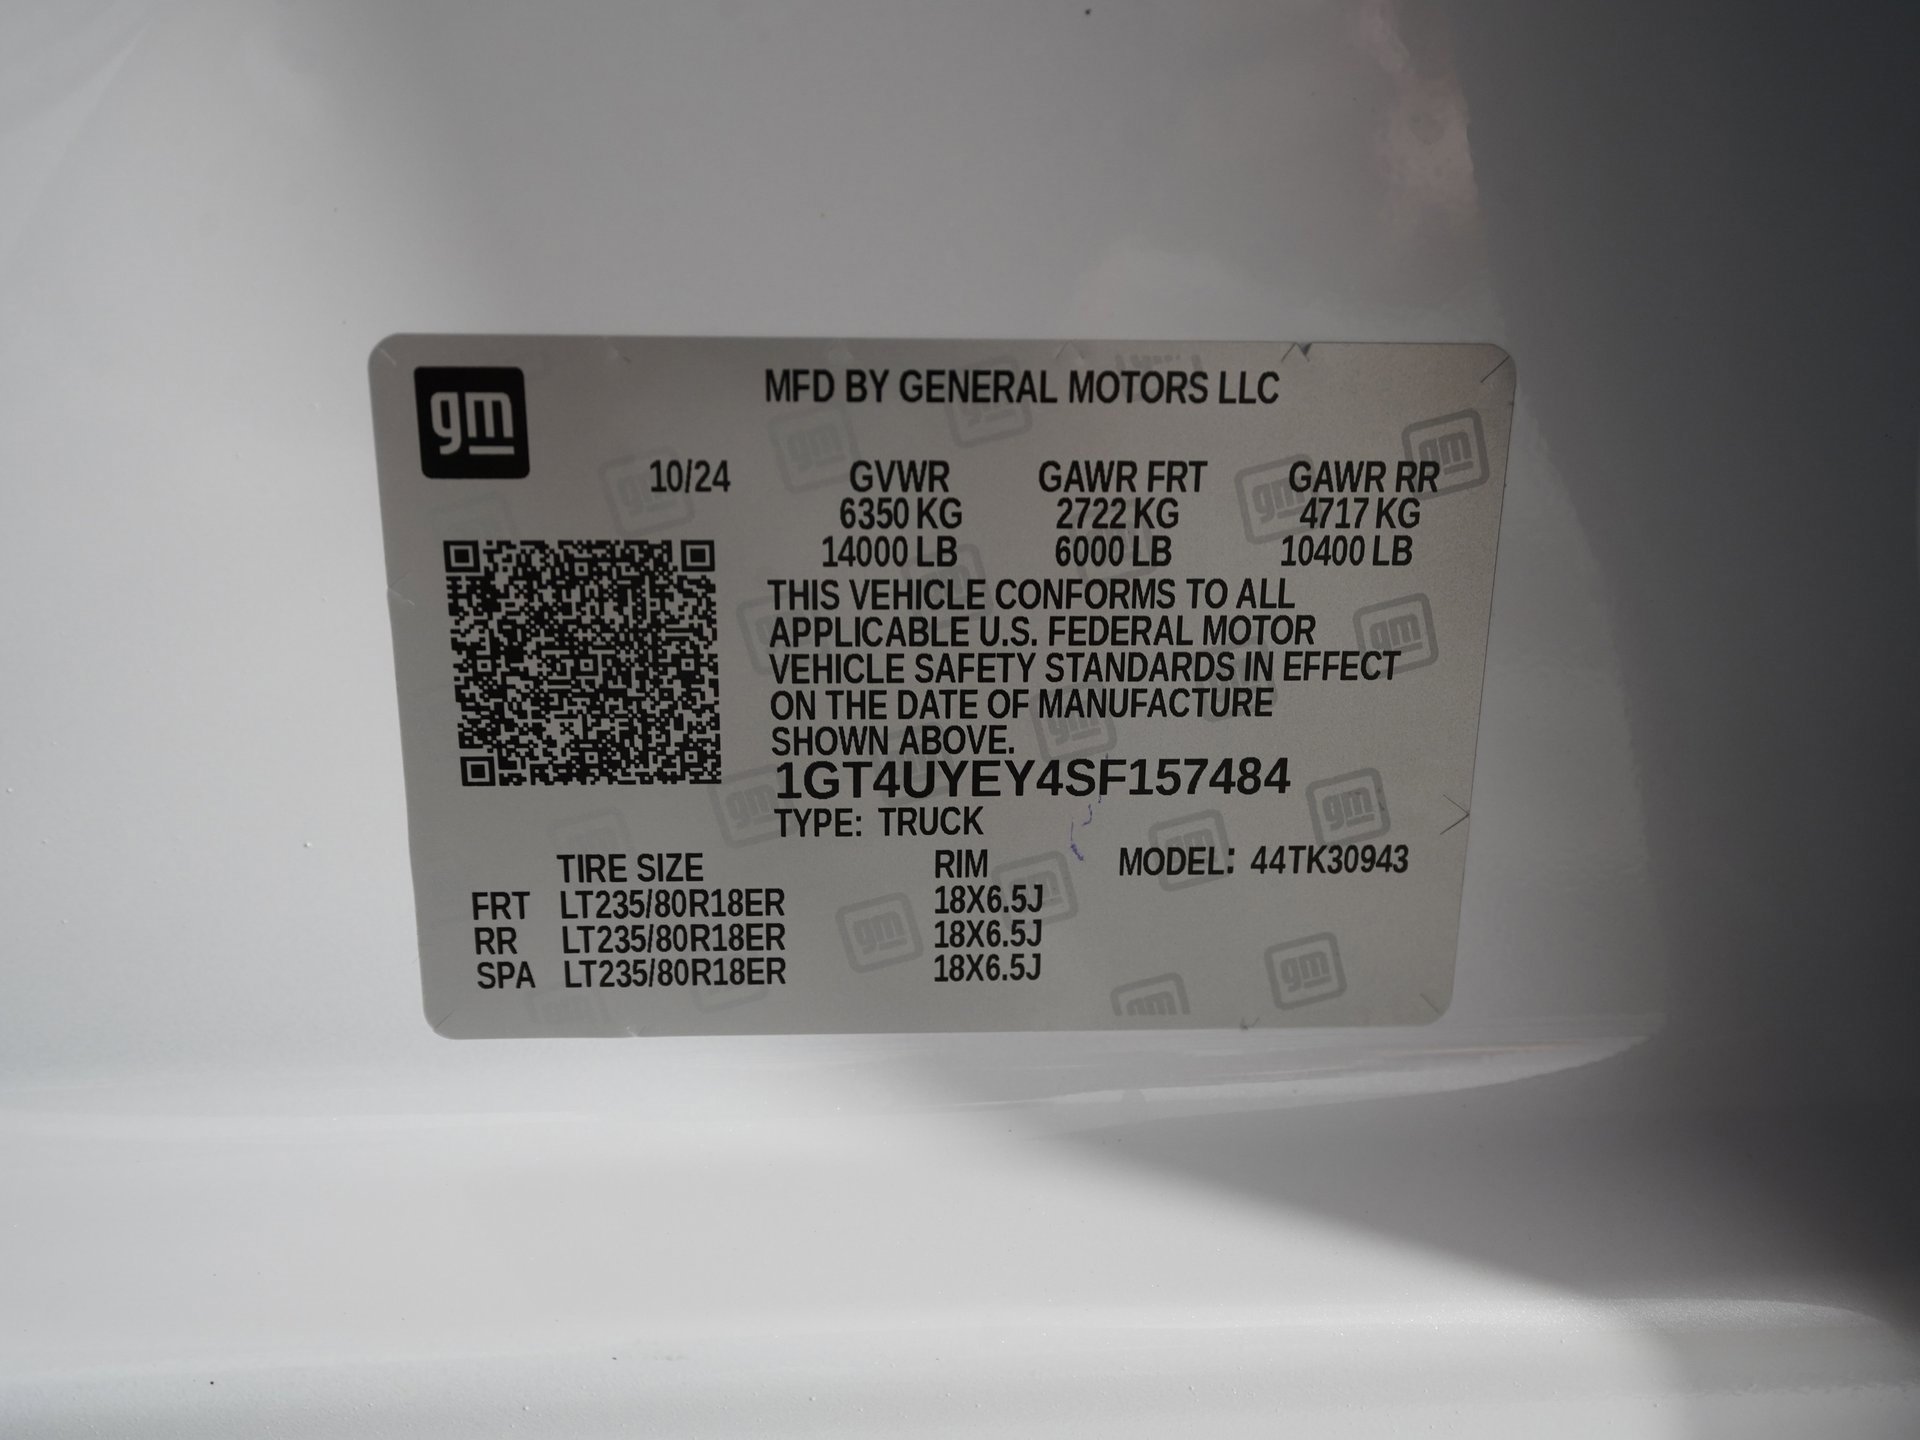 gm
MFD BY GENERAL MOTORS LLC
10/24 GVWR GAWR FRT GAWR RR
6350 KG 2722 KG 4717 KG
14000 LB 6000 LB 10400 LB
THIS VEHICLE CONFORMS TO ALL
APPLICABLE U.S. FEDERAL MOTOR
VEHICLE SAFETY STANDARDS IN EFFECT
ON THE DATE OF MANUFACTURE
SHOWN ABOVE.
1GT4UYEY4SF157484
TYPE: TRUCK
TIRE SIZE RIM MODEL: 44TK30943
FRT LT235/80R18ER 18X6.5J
RR LT235/80R18ER 18X6.5J
SPA LT235/80R18ER 18X6.5J